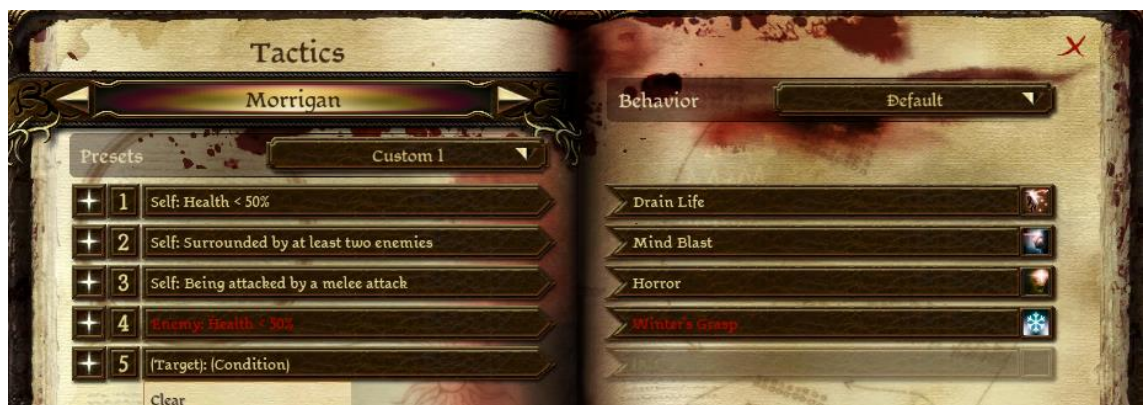 Tactics
Morrigan
Behavior
Default
Presets
Custom 1
1 Self: Health < 50% Drain Life
2 Self: Surrounded by at least two enemies Mind Blast
3 Self: Being attacked by a melee attack Horror
4 Enemy: Health < 50% Winter's Grasp
5 (Target): (Condition)
Clear